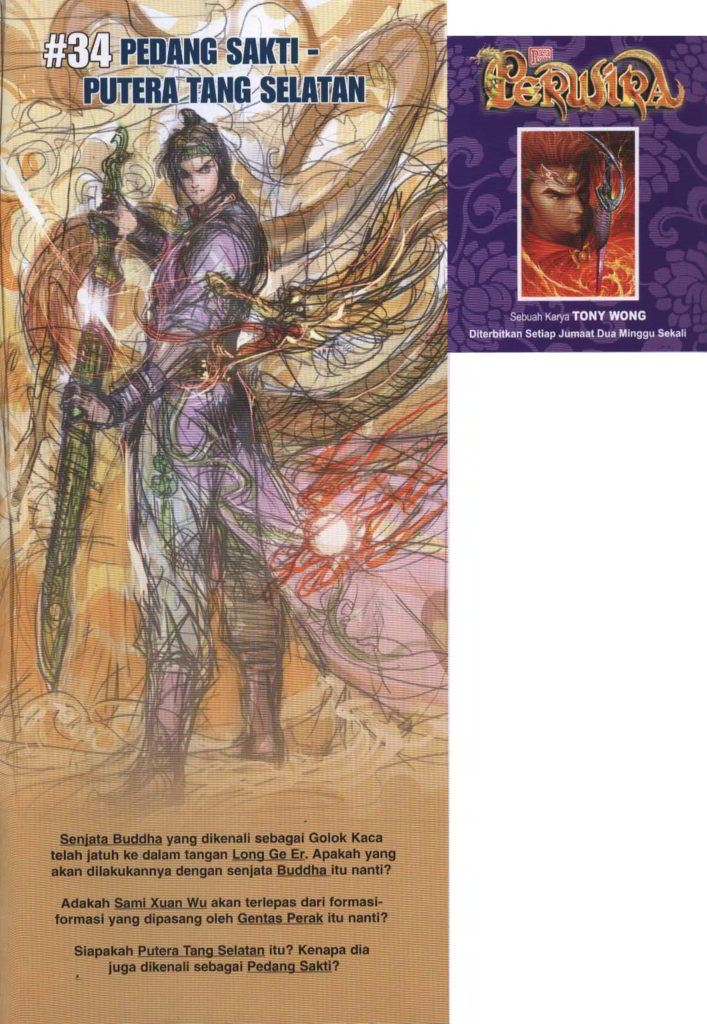 #34 PEDANG SAKTI -
PUTERA TANG SELATAN
Senjata Buddha yang dikenali sebagai Golok Kaca
telah jatuh ke dalam tangan Long Ge Er. Apakah yang
akan dilakukannya dengan senjata Buddha itu nanti?
Adakah Sami Xuan Wu akan terlepas dari formasi-
formasi yang dipasang oleh Gentas Perak itu nanti?
Siapakah Putera Tang Selatan itu? Kenapa dia
juga dikenali sebagai Pedang Sakti?
PERWIRA
Sebuah Karya TONY WONG
Diterbitkan Setiap Jumaat Dua Minggu Sekali